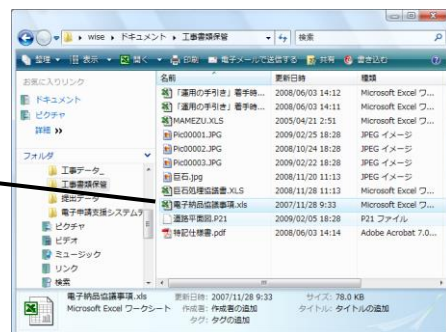 wise ▸ ドキュメント ▸ 工事書類保管
検索
整理 表示 開く 印刷 電子メールで送信する 共有 書き込む
お気に入りリンク
ドキュメント
ピクチャ
詳細 »
フォルダ
工事データ_
工事書類保管
提出データ
電子申請支援システムデ
ピクチャ
ビデオ
ミュージック
リンク
検索
名前 更新日時 種類
「運用の手引き」着手時... 2008/06/03 14:12 Microsoft Excel ワ...
「運用の手引き」着手時... 2008/06/03 14:11 Microsoft Excel ワ...
MAMEZU.XLS 2005/04/21 2:51 Microsoft Excel ワ...
Pic00001.JPG 2009/02/25 18:28 JPEG イメージ
Pic00002.JPG 2008/10/24 18:28 JPEG イメージ
Pic00003.JPG 2009/02/22 18:28 JPEG イメージ
巨石.jpg 2008/11/20 11:13 JPEG イメージ
巨石処理協議書.XLS 2008/11/28 11:13 Microsoft Excel ワ...
電子納品協議事項.xls 2007/11/28 9:33 Microsoft Excel ワ...
道路平面図.P21 2009/02/05 18:28 P21 ファイル
特記仕様書.pdf 2008/06/03 14:14 Adobe Acrobat 7.0...
電子納品協議事項.xls 更新日時: 2007/11/28 9:33 サイズ: 78.0 KB
Microsoft Excel ワークシート 作成者: 作成者の追加 タイトル: タイトルの追加
タグ: タグの追加